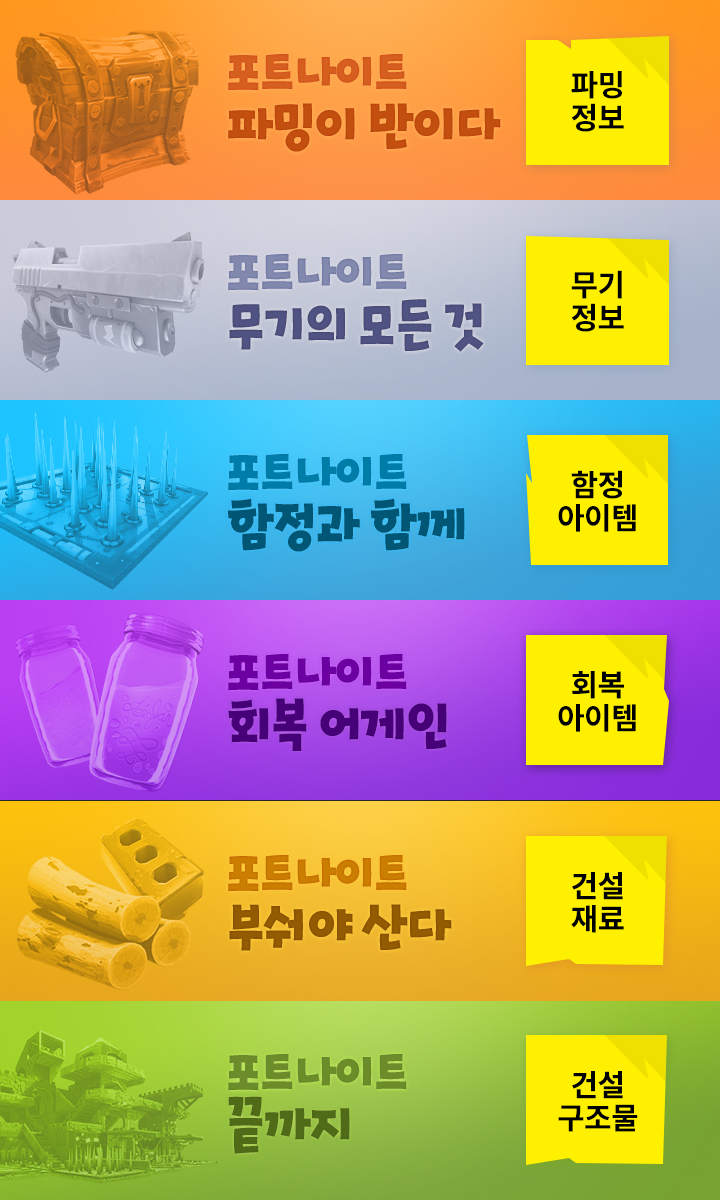 포트나이트
파밍이 반이다
파밍
정보
포트나이트
무기의 모든 것
무기
정보
포트나이트
함정과 함께
함정
아이템
포트나이트
회복 어게인
회복
아이템
포트나이트
부숴야 산다
건설
재료
포트나이트
끝까지
건설
구조물